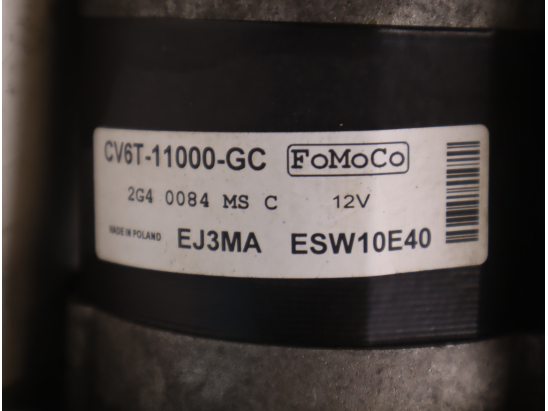 CV6T-11000-GC FoMoCo
2G4 0084 MS C 12V
MADE IN POLAND EJ3MA ESW10E40